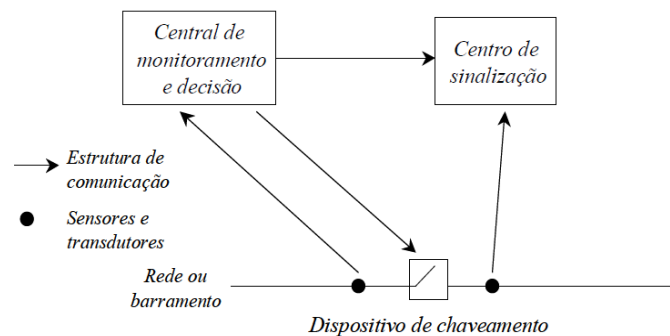 Central de
monitoramento
e decisão
Centro de
sinalização
Estrutura de
comunicação
Sensores e
transdutores
Rede ou
barramento
Dispositivo de chaveamento